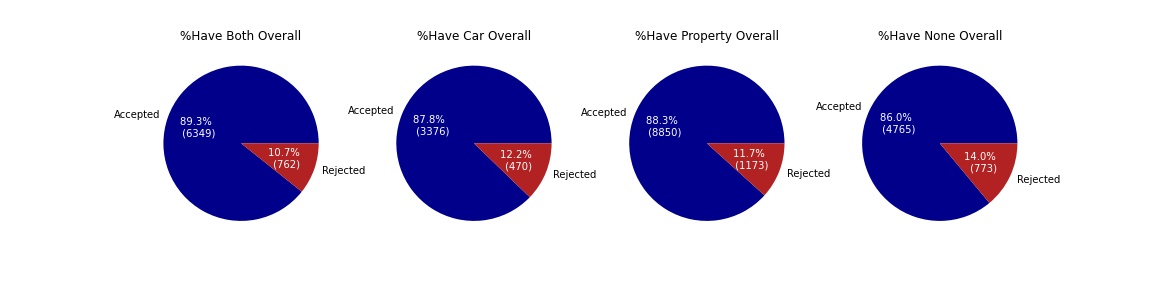 %Have Both Overall
Accepted
89.3%
(6349)
10.7%
(762)
Rejected
%Have Car Overall
Accepted
87.8%
(3376)
12.2%
(470)
Rejected
%Have Property Overall
Accepted
88.3%
(8850)
11.7%
(1173)
Rejected
%Have None Overall
Accepted
86.0%
(4765)
14.0%
(773)
Rejected